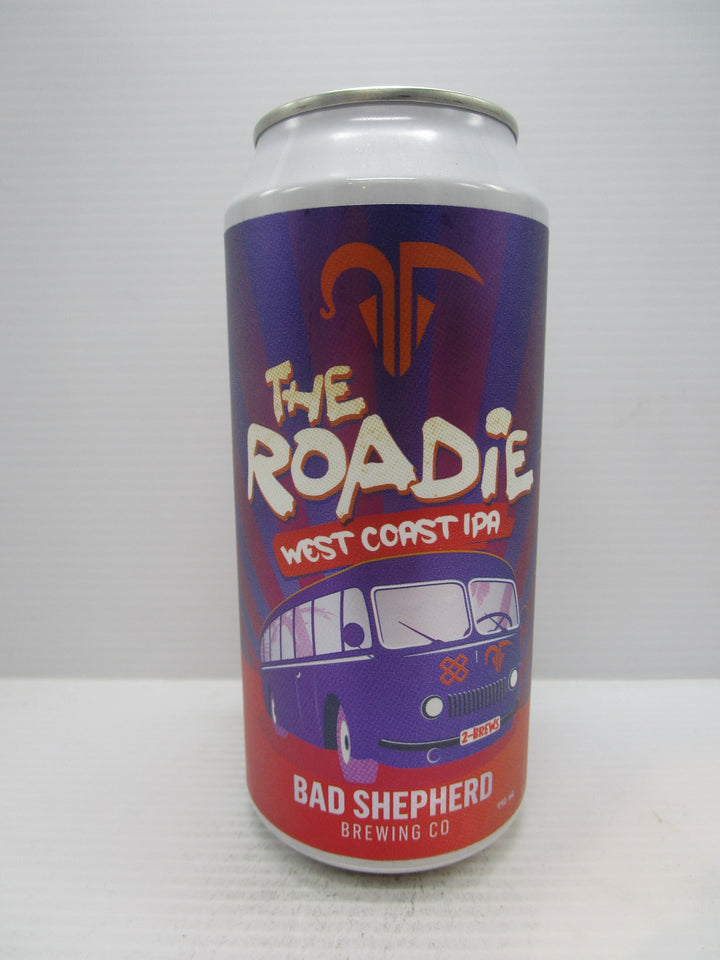 THE
ROADIE
WEST COAST IPA
2-BREWS
BAD SHEPHERD
BREWING CO